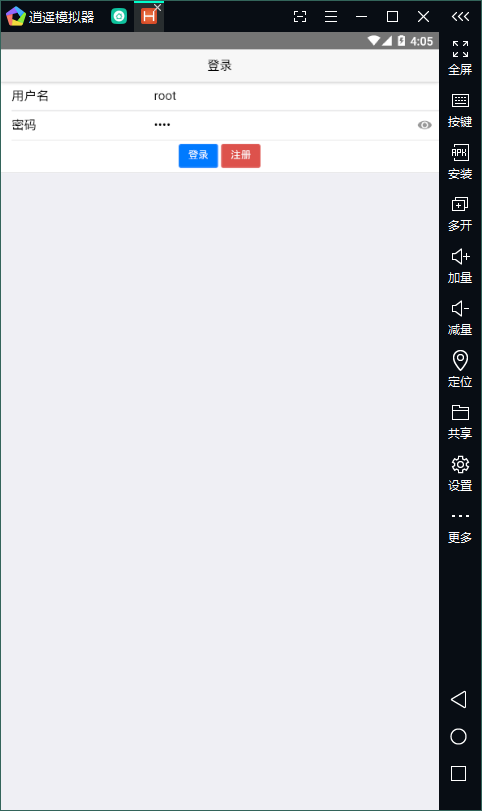 逍遥模拟器
4:05
登录
用户名 root
密码 ••••
登录 注册
全屏
按键
APK
安装
多开
加量
减量
定位
共享
设置
更多